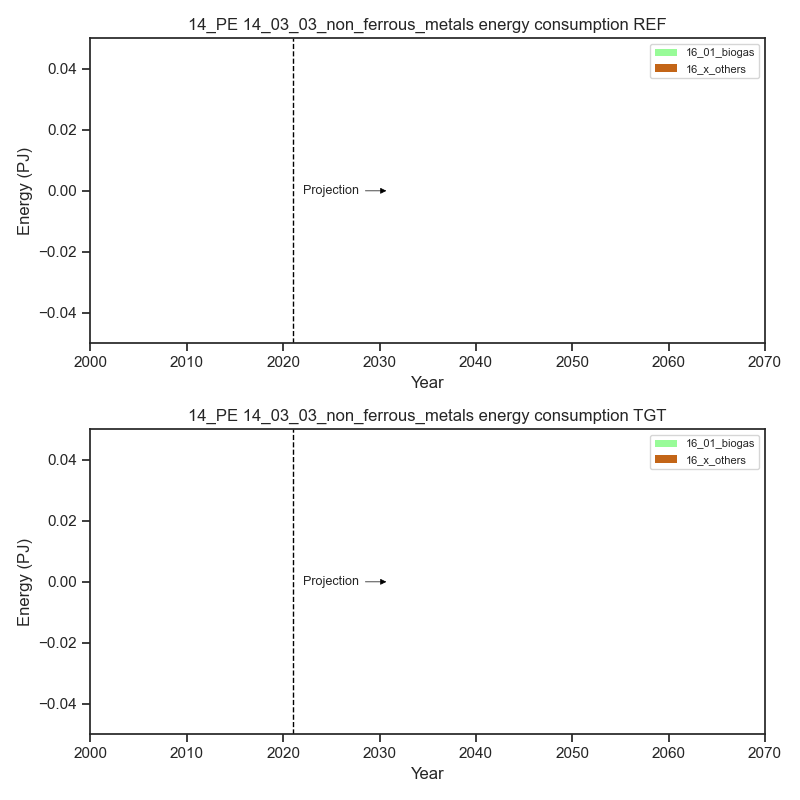 14_PE 14_03_03_non_ferrous_metals energy consumption REF
16_01_biogas
16_x_others
0.04
0.02
0.00
−0.02
−0.04
Energy (PJ)
Projection
2000 2010 2020 2030 2040 2050 2060 2070
Year
14_PE 14_03_03_non_ferrous_metals energy consumption TGT
16_01_biogas
16_x_others
0.04
0.02
0.00
−0.02
−0.04
Energy (PJ)
Projection
2000 2010 2020 2030 2040 2050 2060 2070
Year